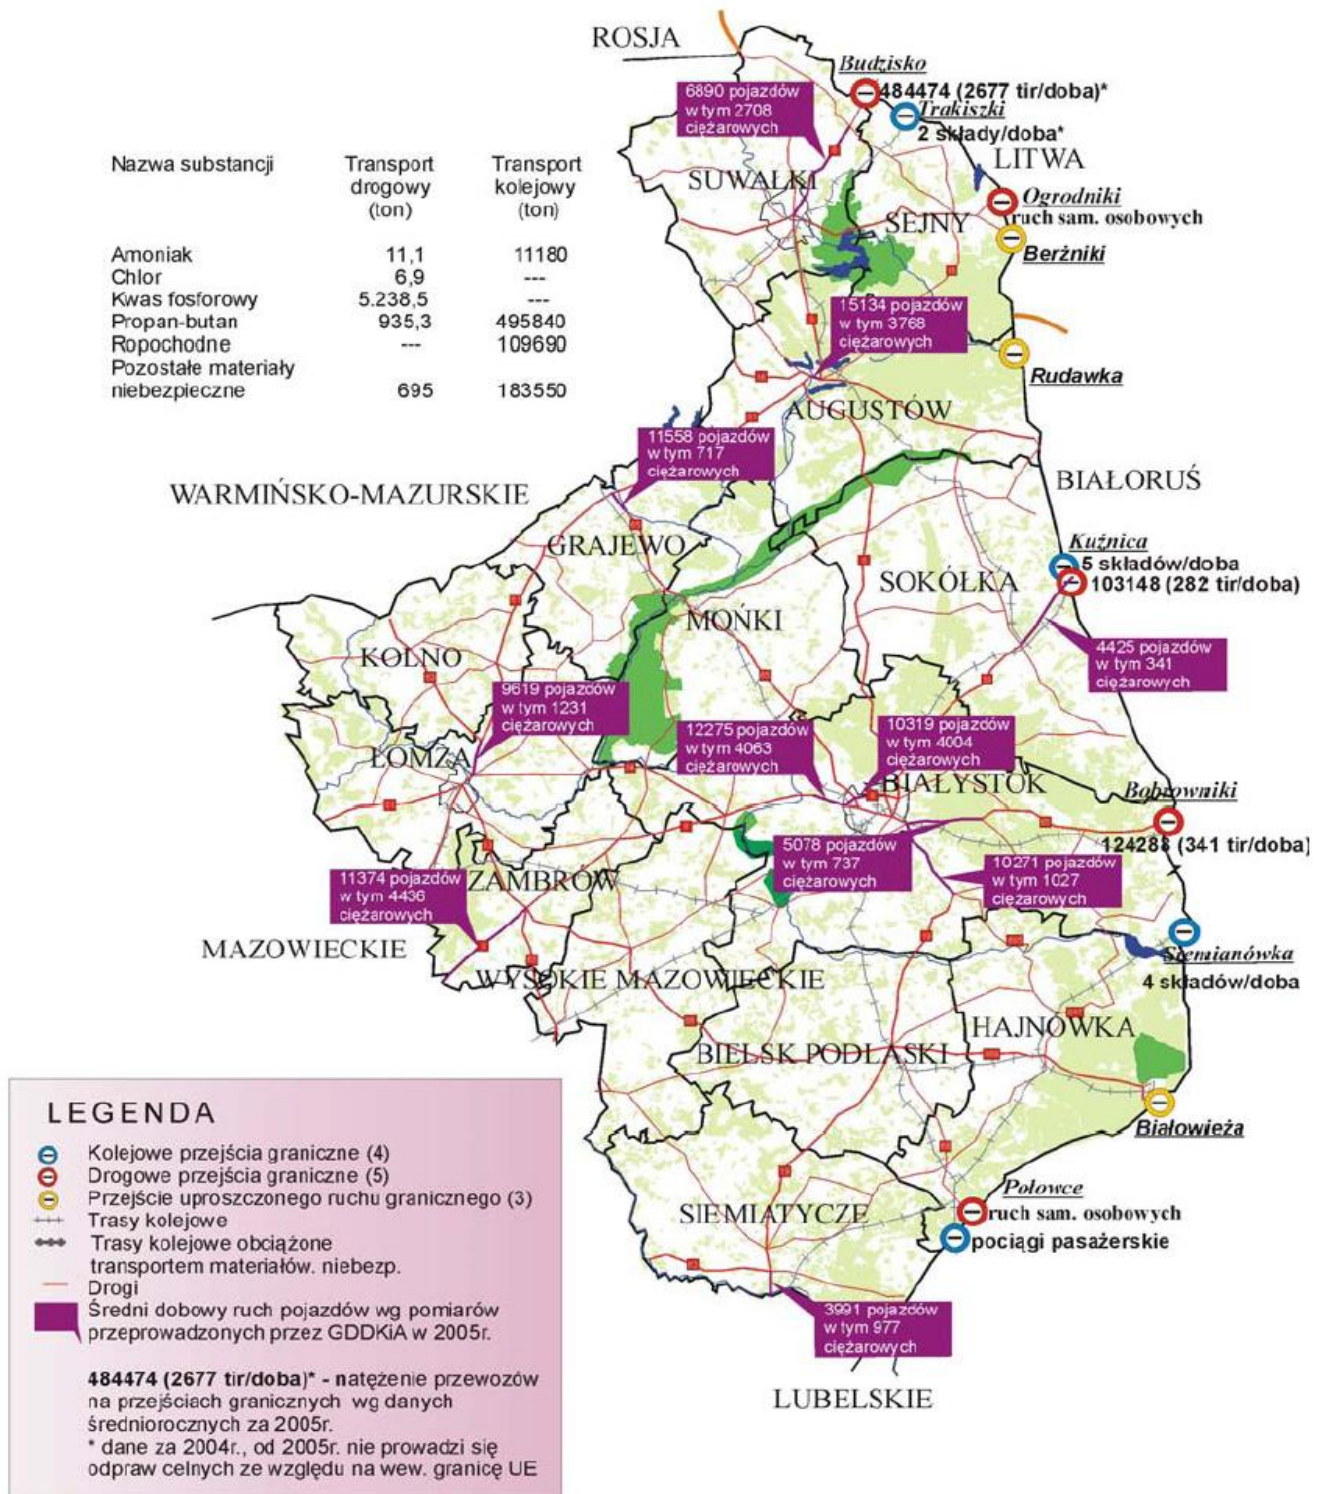 ROSJA
Budzisko
484474 (2677 tir/doba)*
Trakiszki
2 składy/doba*
LITWA
6890 pojazdów
w tym 2708
ciężarowych
Nazwa substancji Transport drogowy (ton) Transport kolejowy (ton)
Amoniak 11,1 11180
Chlor 6,9 ---
Kwas fosforowy 5.238,5 ---
Propan-butan 935,3 495840
Ropochodne --- 109690
Pozostałe materiały
niebezpieczne 695 183550
SUWAŁKI
SEJNY
Ogrodniki
ruch sam. osobowych
Berżniki
15134 pojazdów
w tym 3768
ciężarowych
Rudawka
AUGUSTÓW
11558 pojazdów
w tym 717
ciężarowych
WARMIŃSKO-MAZURSKIE
BIAŁORUŚ
GRAJEWO
Kuźnica
5 składów/doba
103148 (282 tir/doba)
SOKÓŁKA
MOŃKI
KOLNO
4425 pojazdów
w tym 341
ciężarowych
9619 pojazdów
w tym 1231
ciężarowych
12275 pojazdów
w tym 4063
ciężarowych
10319 pojazdów
w tym 4004
ciężarowych
ŁOMŻA
BIAŁYSTOK
Bobrowniki
124288 (341 tir/doba)
5078 pojazdów
w tym 737
ciężarowych
10271 pojazdów
w tym 1027
ciężarowych
11374 pojazdów
w tym 4436
ciężarowych
ZAMBRÓW
MAZOWIECKIE
Siemianówka
4 składów/doba
WYSOKIE MAZOWIECKIE
HAJNÓWKA
BIELSK PODLASKI
Białowieża
SIEMIATYCZE
Połowce
ruch sam. osobowych
pociągi pasażerskie
3991 pojazdów
w tym 977
ciężarowych
LUBELSKIE
LEGENDA
Kolejowe przejścia graniczne (4)
Drogowe przejścia graniczne (5)
Przejście uproszczonego ruchu granicznego (3)
Trasy kolejowe
Trasy kolejowe obciążone
transportem materiałów. niebezp.
Drogi
Średni dobowy ruch pojazdów wg pomiarów
przeprowadzonych przez GDDKiA w 2005r.
484474 (2677 tir/doba)* - natężenie przewozów
na przejściach granicznych wg danych
średniorocznych za 2005r.
* dane za 2004r., od 2005r. nie prowadzi się
odpraw celnych ze względu na wew. granicę UE